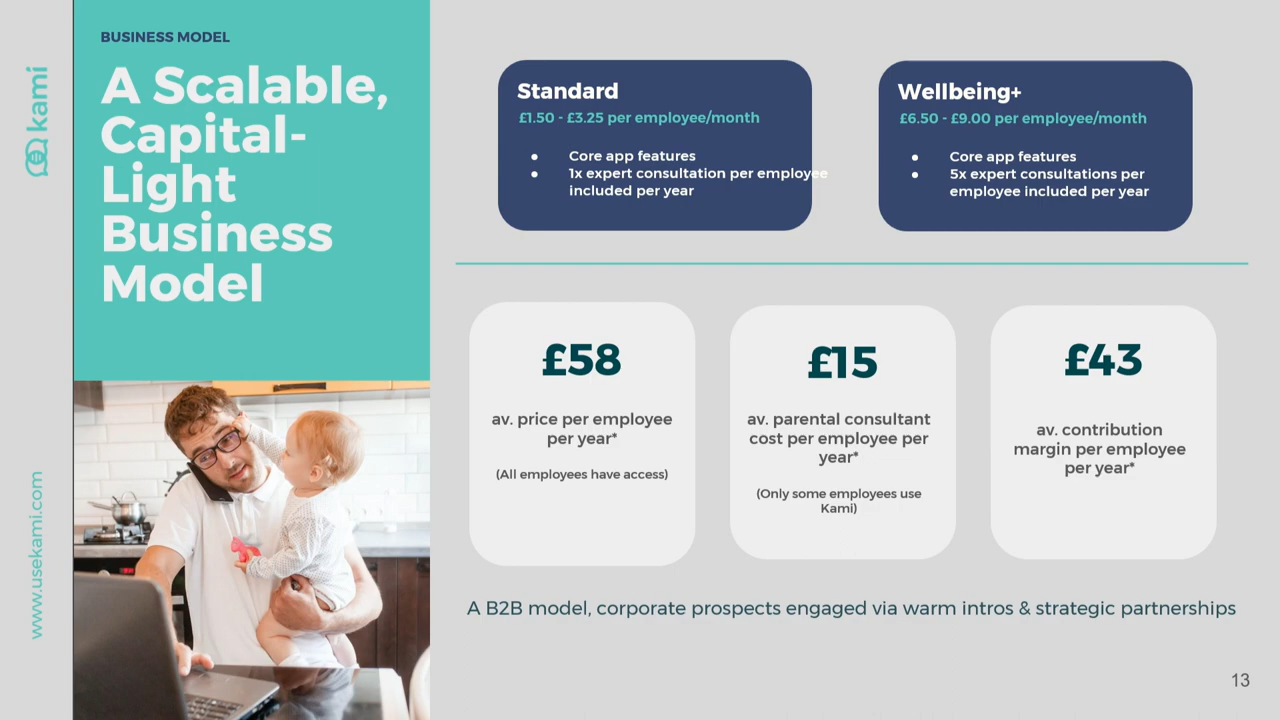 kami
www.usekami.com
BUSINESS MODEL
A Scalable,
Capital-
Light
Business
Model
Standard
£1.50 - £3.25 per employee/month
● Core app features
● 1x expert consultation per employee
included per year
Wellbeing+
£6.50 - £9.00 per employee/month
● Core app features
● 5x expert consultations per
employee included per year
£58
av. price per employee
per year*
(All employees have access)
£15
av. parental consultant
cost per employee per
year*
(Only some employees use
Kami)
£43
av. contribution
margin per employee
per year*
A B2B model, corporate prospects engaged via warm intros & strategic partnerships
13